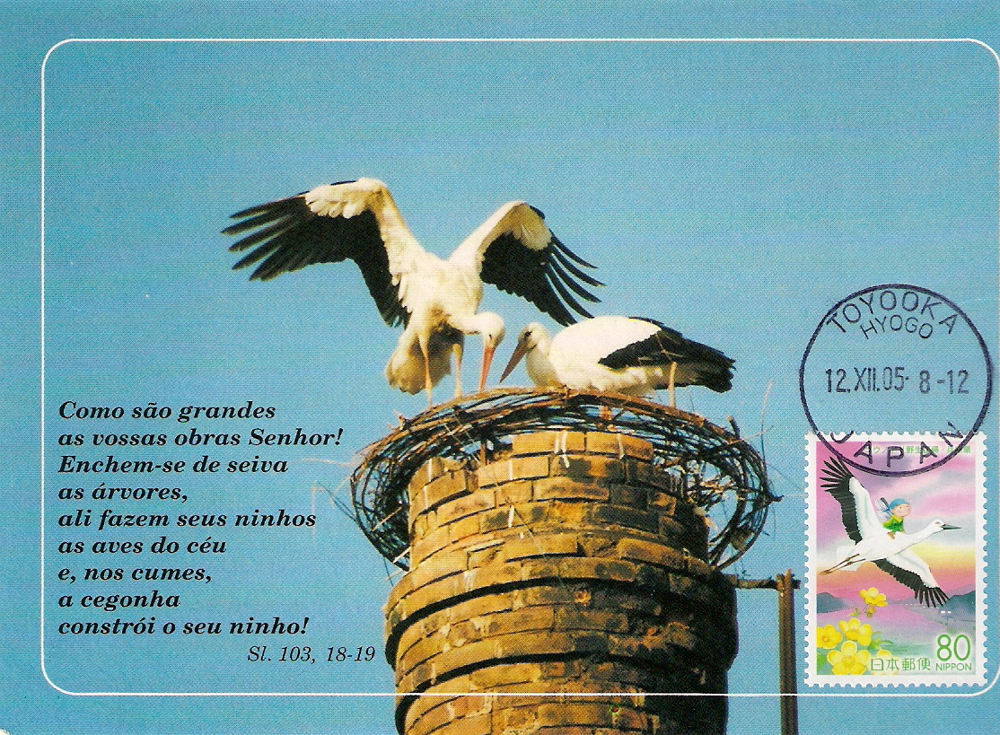 Como são grandes
as vossas obras Senhor!
Enchem-se de seiva
as árvores,
ali fazem seus ninhos
as aves do céu
e, nos cumes,
a cegonha
constrói o seu ninho!
Sl. 103, 18-19
TOYOOKA
HYOGO
12.XII.05 8-12
JAPAN
80
日本郵便 NIPPON